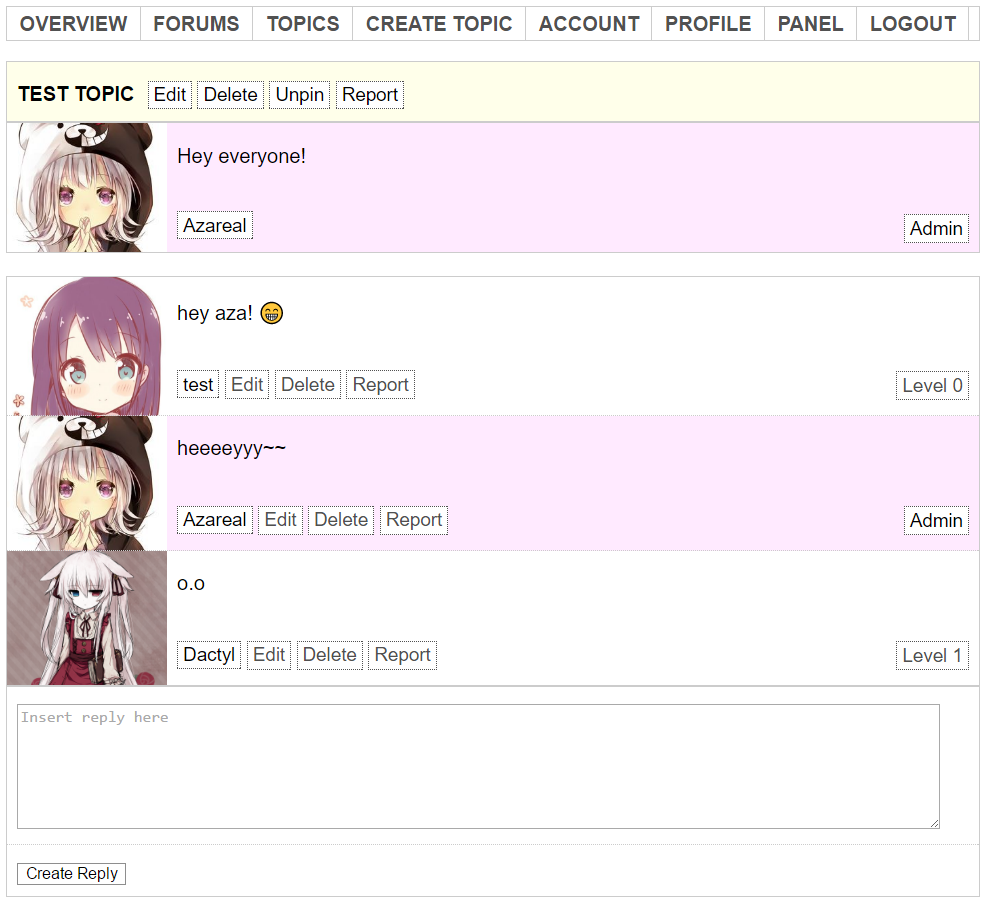 OVERVIEW FORUMS TOPICS CREATE TOPIC ACCOUNT PROFILE PANEL LOGOUT
TEST TOPIC Edit Delete Unpin Report
Hey everyone!
Azareal Admin
hey aza! 😁
test Edit Delete Report Level 0
heeeeyyy~~
Azareal Edit Delete Report Admin
o.o
Dactyl Edit Delete Report Level 1
Insert reply here
Create Reply